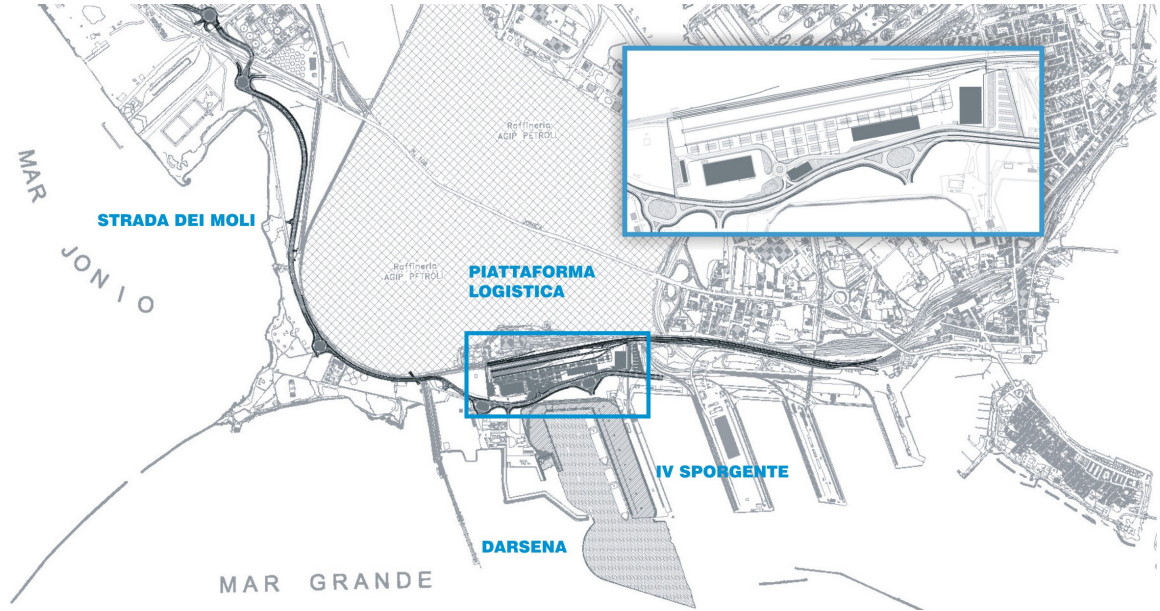 Raffineria
AGIP PETROLI
MAR
JONIO
STRADA DEI MOLI
Raffineria
AGIP PETROLI
PIATTAFORMA
LOGISTICA
IV SPORGENTE
DARSENA
MAR GRANDE